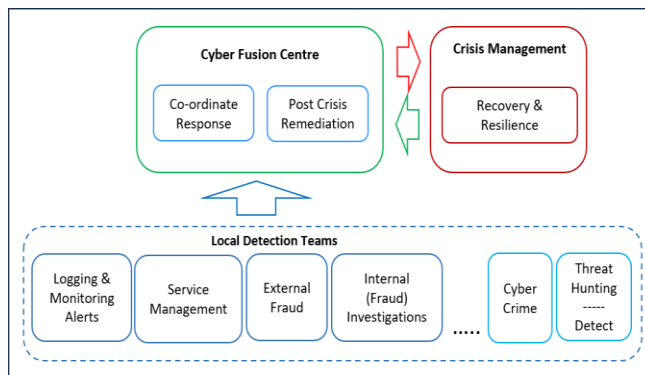 Cyber Fusion Centre
Co-ordinate
Response
Post Crisis
Remediation
Crisis Management
Recovery &
Resilience
Local Detection Teams
Logging &
Monitoring
Alerts
Service
Management
External
Fraud
Internal
(Fraud)
Investigations
.....
Cyber
Crime
Threat
Hunting
-----
Detect